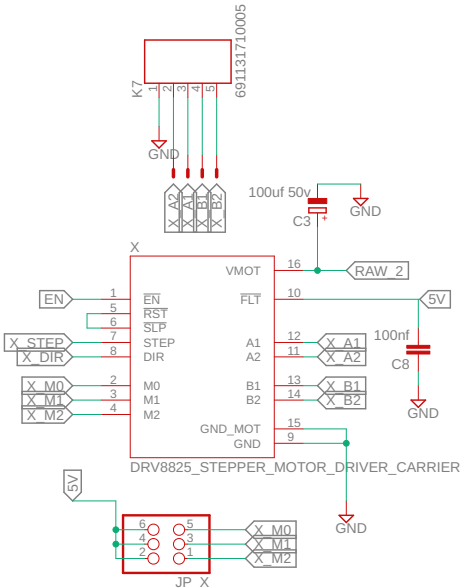 691131710005
K7
1
2
3
4
5
GND
X_A2
X_A1
X_B1
X_B2
100uf 50v
C3
+
GND
X
VMOT
16
RAW_2
EN
1
EN
FLT
10
5V
5
RST
6
SLP
X_STEP
7
STEP
A1
12
X_A1
X_DIR
8
DIR
A2
11
X_A2
100nf
C8
GND
X_M0
2
M0
B1
13
X_B1
X_M1
3
M1
B2
14
X_B2
X_M2
4
M2
GND_MOT
15
GND
9
DRV8825_STEPPER_MOTOR_DRIVER_CARRIER
GND
5V
6
5
X_M0
4
3
X_M1
2
1
X_M2
JP_X